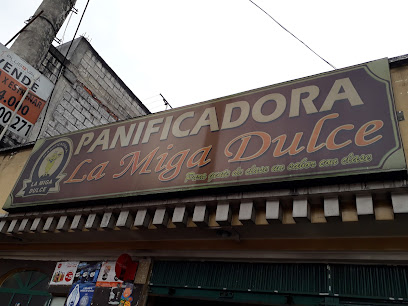 VENDE
PANIFICADORA
La Miga Dulce
Para gente de clase un sabor con clase
LA MIGA
DULCE